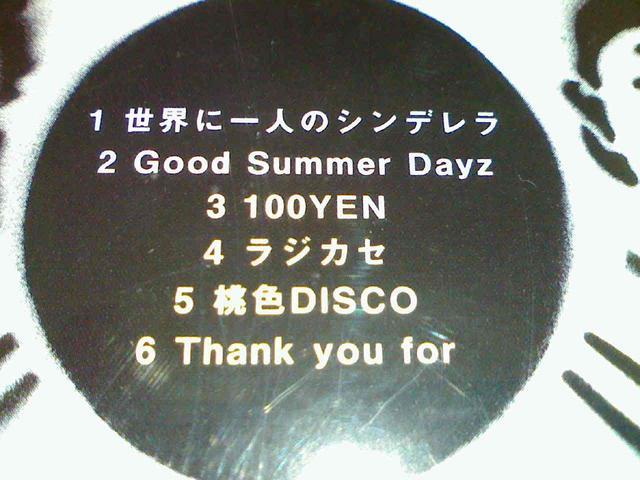 1 世界に一人のシンデレラ
2 Good Summer Dayz
3 100YEN
4 ラジカセ
5 桃色DISCO
6 Thank you for